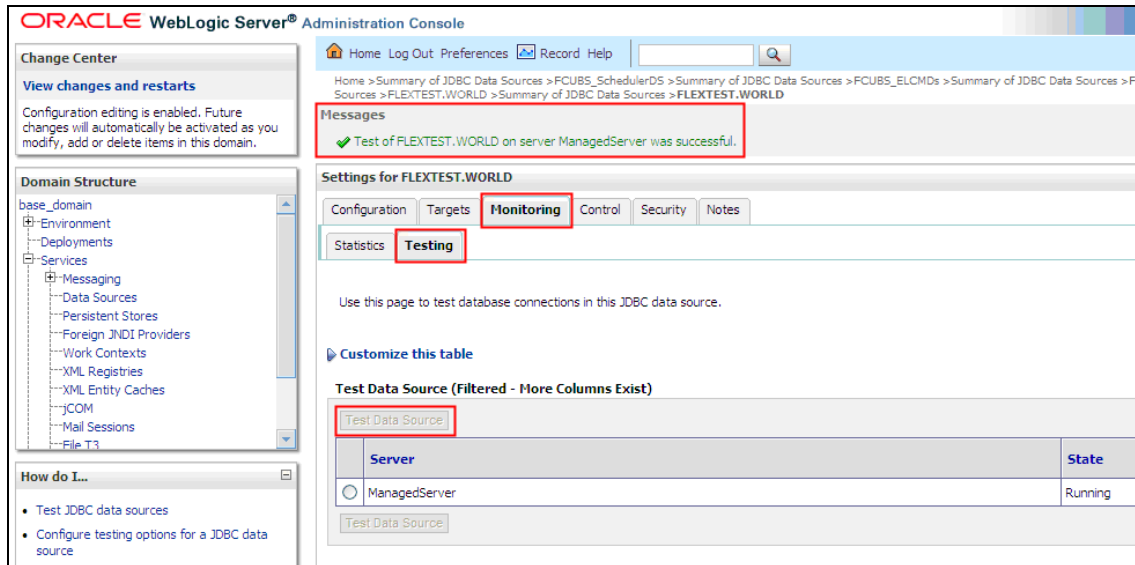 ORACLE WebLogic Server® Administration Console
Change Center
View changes and restarts
Configuration editing is enabled. Future
changes will automatically be activated as you
modify, add or delete items in this domain.
Domain Structure
base_domain
Environment
Deployments
Services
Messaging
Data Sources
Persistent Stores
Foreign JNDI Providers
Work Contexts
XML Registries
XML Entity Caches
jCOM
Mail Sessions
File T3
How do I...
• Test JDBC data sources
• Configure testing options for a JDBC data
source
Home Log Out Preferences Record Help
Home >Summary of JDBC Data Sources >FCUBS_SchedulerDS >Summary of JDBC Data Sources >FCUBS_ELCMDs >Summary of JDBC Data Sources >F
Sources >FLEXTEST.WORLD >Summary of JDBC Data Sources >FLEXTEST.WORLD
Messages
Test of FLEXTEST.WORLD on server ManagedServer was successful.
Settings for FLEXTEST.WORLD
Configuration Targets Monitoring Control Security Notes
Statistics Testing
Use this page to test database connections in this JDBC data source.
Customize this table
Test Data Source (Filtered - More Columns Exist)
Test Data Source
Server State
ManagedServer Running
Test Data Source